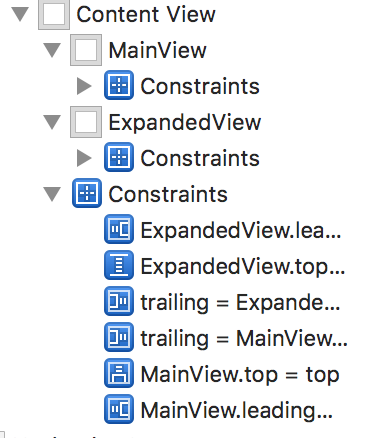 Content View
MainView
Constraints
ExpandedView
Constraints
Constraints
ExpandedView.lea...
ExpandedView.top...
trailing = Expande...
trailing = MainView...
MainView.top = top
MainView.leading...